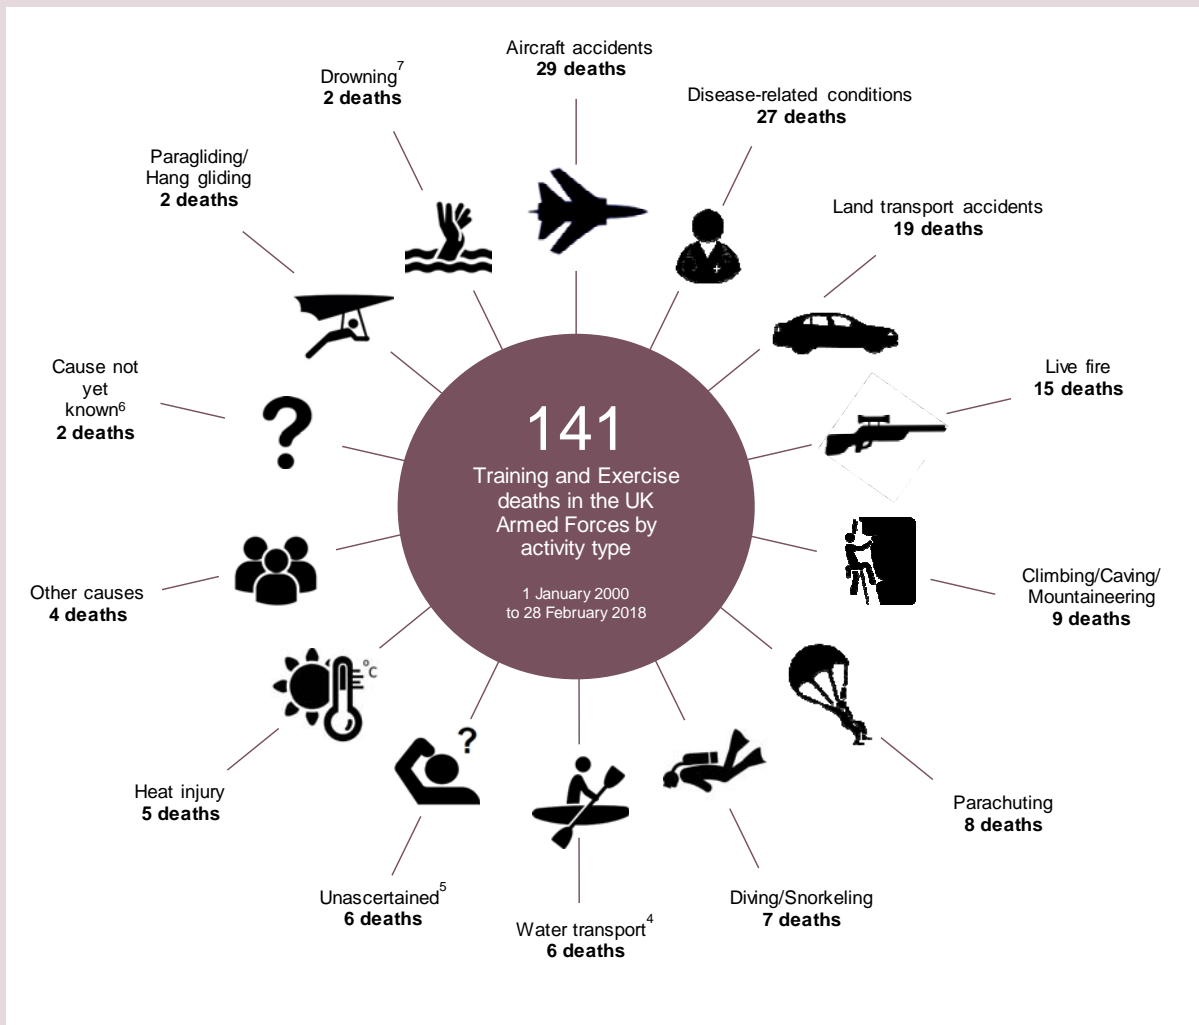 Aircraft accidents
29 deaths
Disease-related conditions
27 deaths
Land transport accidents
19 deaths
Live fire
15 deaths
Climbing/Caving/
Mountaineering
9 deaths
Parachuting
8 deaths
Diving/Snorkeling
7 deaths
Water transport4
6 deaths
Unascertained5
6 deaths
Heat injury
5 deaths
Other causes
4 deaths
Cause not
yet
known6
2 deaths
Paragliding/
Hang gliding
2 deaths
Drowning7
2 deaths
?
°C
141
Training and Exercise
deaths in the UK
Armed Forces by
activity type
1 January 2000
to 28 February 2018